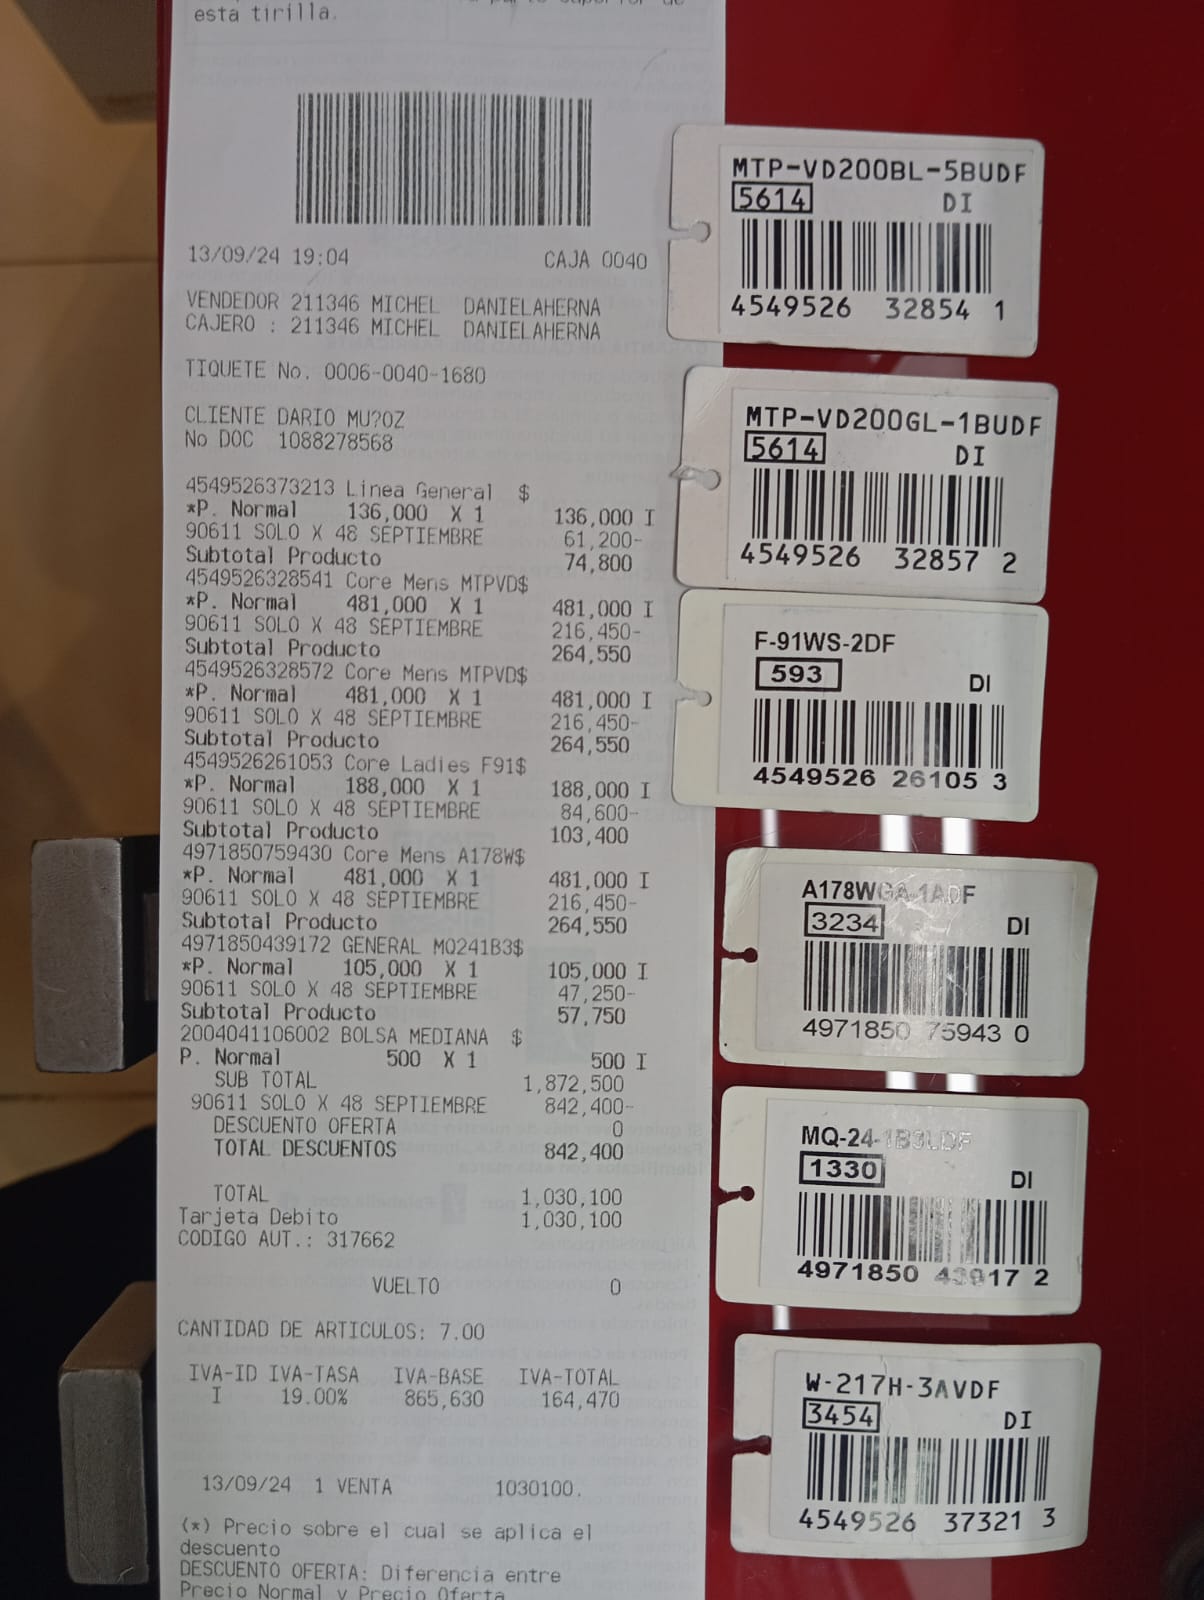 esta tirilla.
13/09/24 19:04 CAJA 0040
VENDEDOR 211346 MICHEL DANIELAHERNA
CAJERO : 211346 MICHEL DANIELAHERNA
TIQUETE No. 0006-0040-1680
CLIENTE DARIO MU?OZ
No DOC 1088278568
4549526373213 Linea General $
*P. Normal 136,000 X 1 136,000 I
90611 SOLO X 48 SEPTIEMBRE 61,200-
Subtotal Producto 74,800
4549526328541 Core Mens MTPVD$
*P. Normal 481,000 X 1 481,000 I
90611 SOLO X 48 SEPTIEMBRE 216,450-
Subtotal Producto 264,550
4549526328572 Core Mens MTPVD$
*P. Normal 481,000 X 1 481,000 I
90611 SOLO X 48 SEPTIEMBRE 216,450-
Subtotal Producto 264,550
4549526261053 Core Ladies F91$
*P. Normal 188,000 X 1 188,000 I
90611 SOLO X 48 SEPTIEMBRE 84,600-
Subtotal Producto 103,400
4971850759430 Core Mens A178W$
*P. Normal 481,000 X 1 481,000 I
90611 SOLO X 48 SEPTIEMBRE 216,450-
Subtotal Producto 264,550
4971850439172 GENERAL MQ241B3$
*P. Normal 105,000 X 1 105,000 I
90611 SOLO X 48 SEPTIEMBRE 47,250-
Subtotal Producto 57,750
2004041106002 BOLSA MEDIANA $
P. Normal 500 X 1 500 I
SUB TOTAL 1,872,500
90611 SOLO X 48 SEPTIEMBRE 842,400-
DESCUENTO OFERTA 0
TOTAL DESCUENTOS 842,400
TOTAL 1,030,100
Tarjeta Debito 1,030,100
CODIGO AUT.: 317662
VUELTO 0
CANTIDAD DE ARTICULOS: 7.00
IVA-ID IVA-TASA IVA-BASE IVA-TOTAL
I 19.00% 865,630 164,470
13/09/24 1 VENTA 1030100.
(*) Precio sobre el cual se aplica el
descuento
DESCUENTO OFERTA: Diferencia entre
Precio Normal y Precio Oferta
MTP-VD200BL-5BUDF
5614 DI
4549526 32854 1
MTP-VD200GL-1BUDF
5614 DI
4549526 32857 2
F-91WS-2DF
593 DI
4549526 26105 3
A178WGA-1ADF
3234 DI
4971850 75943 0
MQ-24-1B3LDF
1330 DI
4971850 43917 2
W-217H-3AVDF
3454 DI
4549526 37321 3